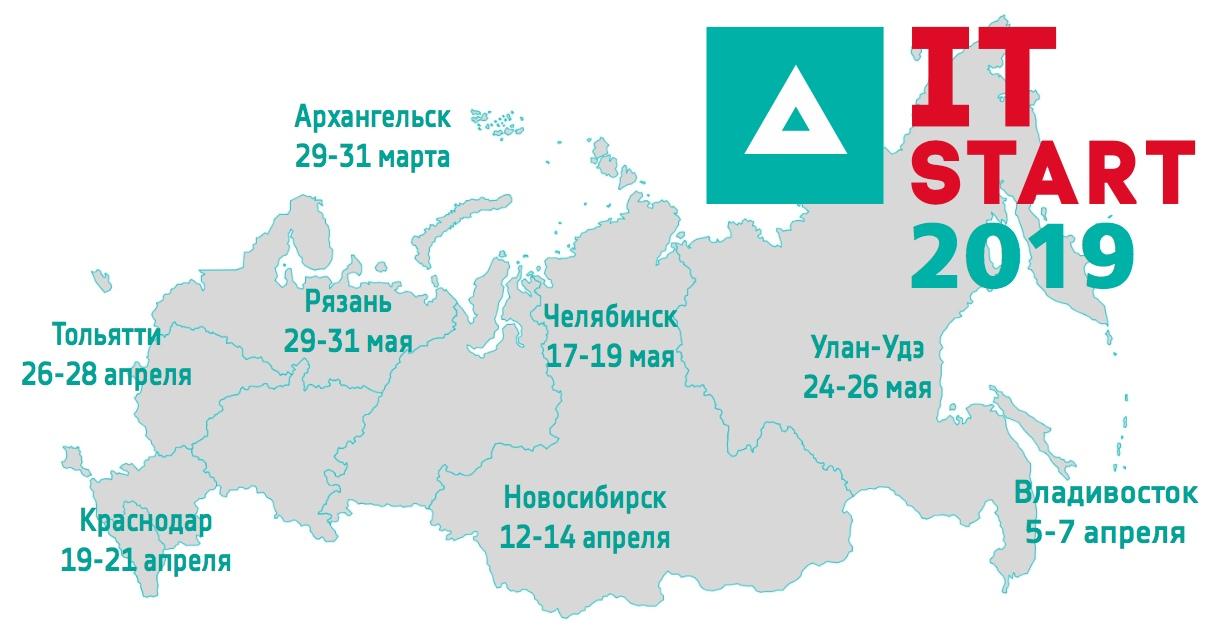 IT
START
2019
Архангельск
29-31 марта
Рязань
29-31 мая
Челябинск
17-19 мая
Тольятти
26-28 апреля
Улан-Удэ
24-26 мая
Новосибирск
12-14 апреля
Владивосток
5-7 апреля
Краснодар
19-21 апреля